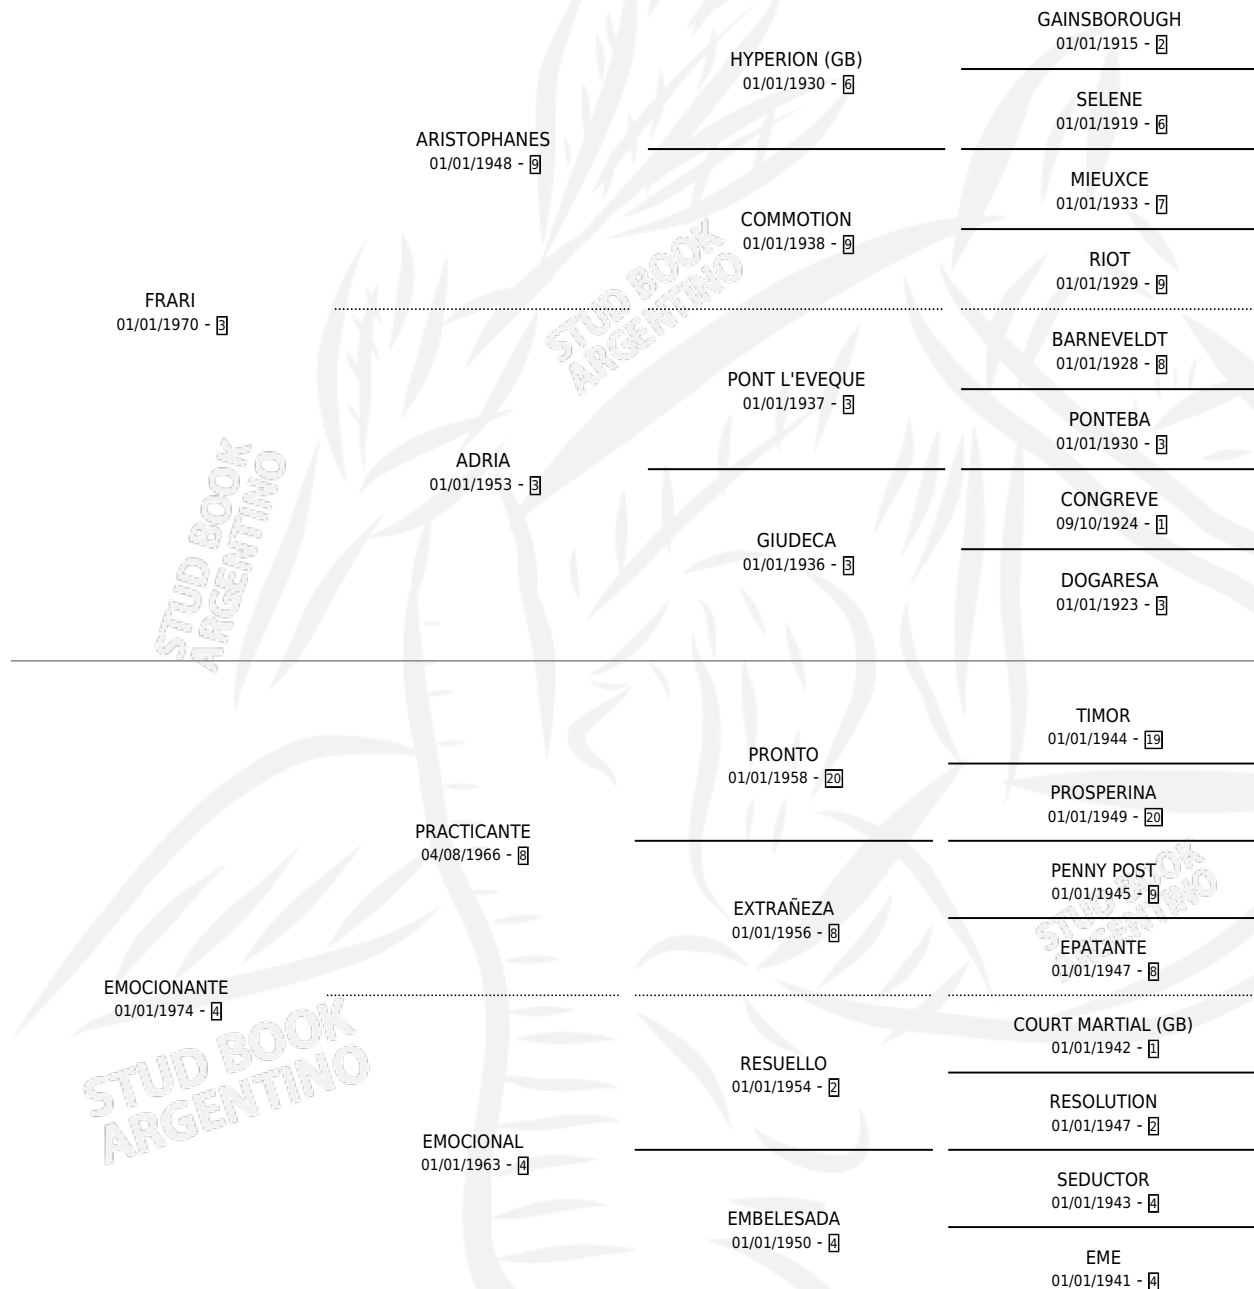 GAINSBOROUGH
01/01/1915 - 2
HYPERION (GB)
01/01/1930 - 6
SELENE
01/01/1919 - 6
ARISTOPHANES
01/01/1948 - 9
MIEUXCE
01/01/1933 - 7
COMMOTION
01/01/1938 - 9
RIOT
01/01/1929 - 9
FRARI
01/01/1970 - 3
BARNEVELDT
01/01/1928 - 8
PONT L'EVEQUE
01/01/1937 - 3
PONTEBA
01/01/1930 - 3
ADRIA
01/01/1953 - 3
CONGREVE
09/10/1924 - 1
GIUDECA
01/01/1936 - 3
DOGARESA
01/01/1923 - 3
TIMOR
01/01/1944 - 19
PRONTO
01/01/1958 - 20
PROSPERINA
01/01/1949 - 20
PRACTICANTE
04/08/1966 - 8
PENNY POST
01/01/1945 - 9
EXTRAÑEZA
01/01/1956 - 8
EPATANTE
01/01/1947 - 8
EMOCIONANTE
01/01/1974 - 4
COURT MARTIAL (GB)
01/01/1942 - 1
RESUELLO
01/01/1954 - 2
RESOLUTION
01/01/1947 - 2
EMOCIONAL
01/01/1963 - 4
SEDUCTOR
01/01/1943 - 4
EMBELESADA
01/01/1950 - 4
EME
01/01/1941 - 4
STUD BOOK
ARGENTINO
STUD BOOK
ARGENTINO
STUD BOOK
ARGENTINO
STUD BOOK
ARGENTINO